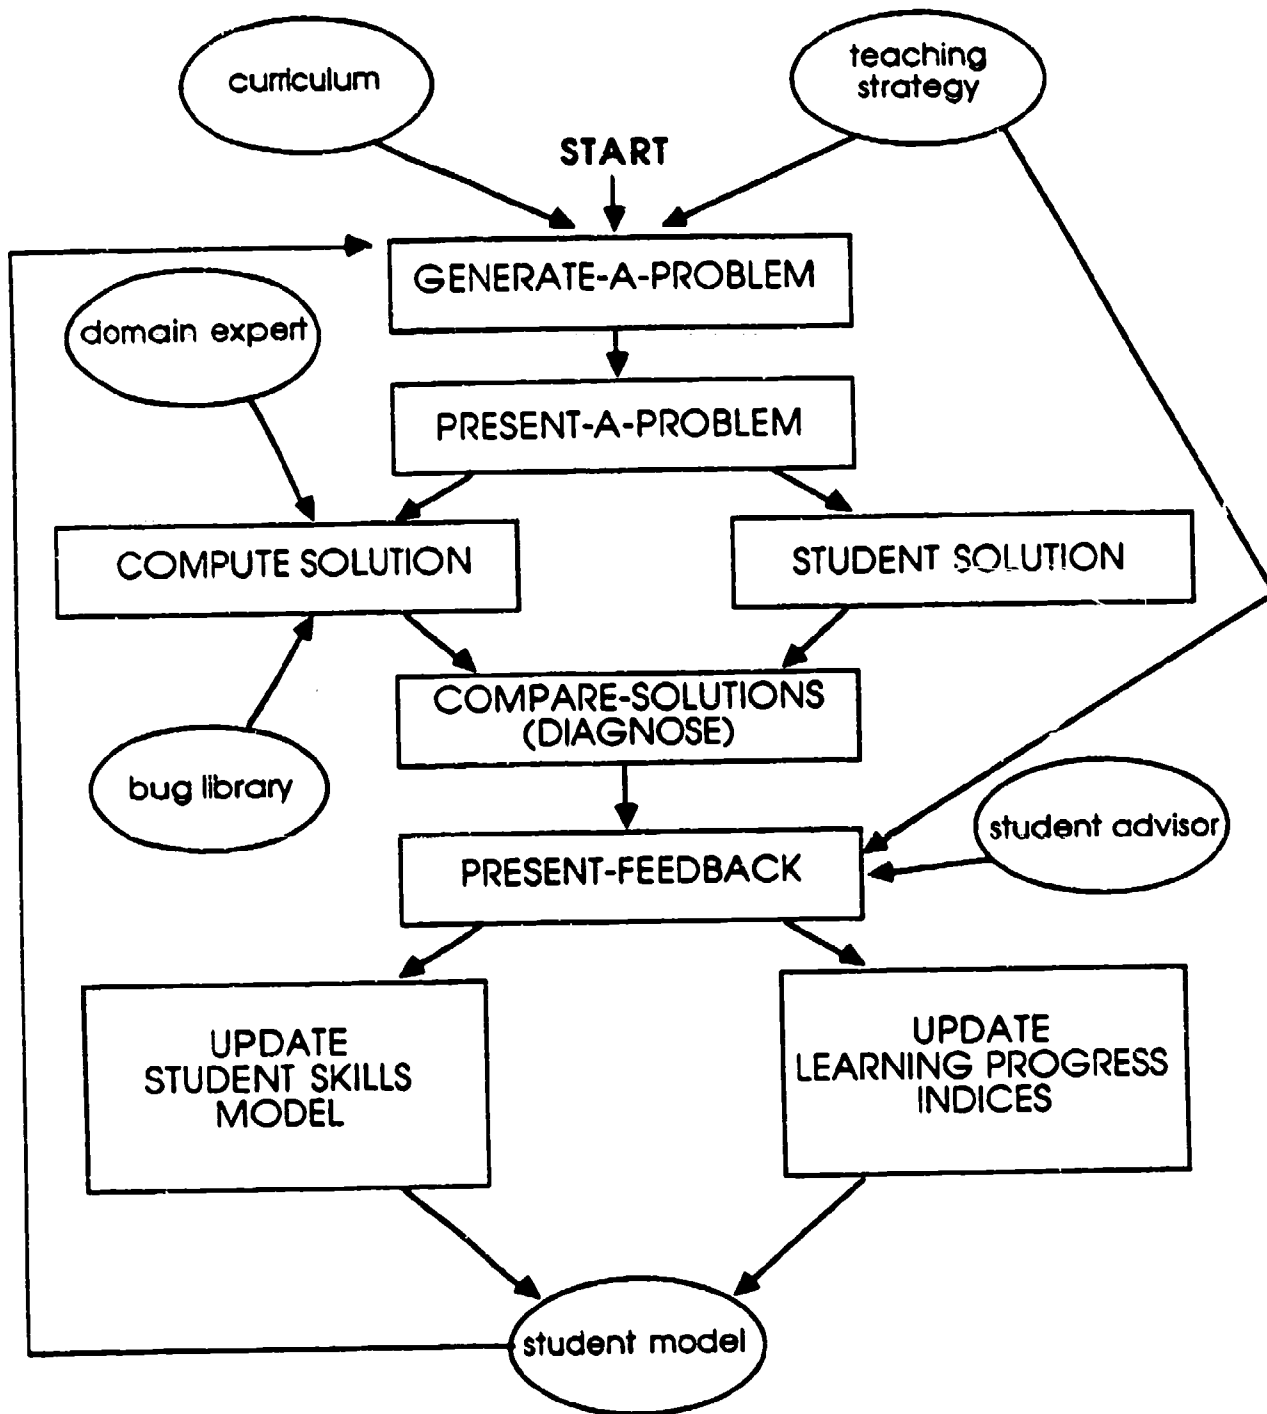 curriculum
teaching
strategy
START
GENERATE-A-PROBLEM
domain expert
PRESENT-A-PROBLEM
COMPUTE SOLUTION
STUDENT SOLUTION
COMPARE-SOLUTIONS
(DIAGNOSE)
bug library
student advisor
PRESENT-FEEDBACK
UPDATE
STUDENT SKILLS
MODEL
UPDATE
LEARNING PROGRESS
INDICES
student model